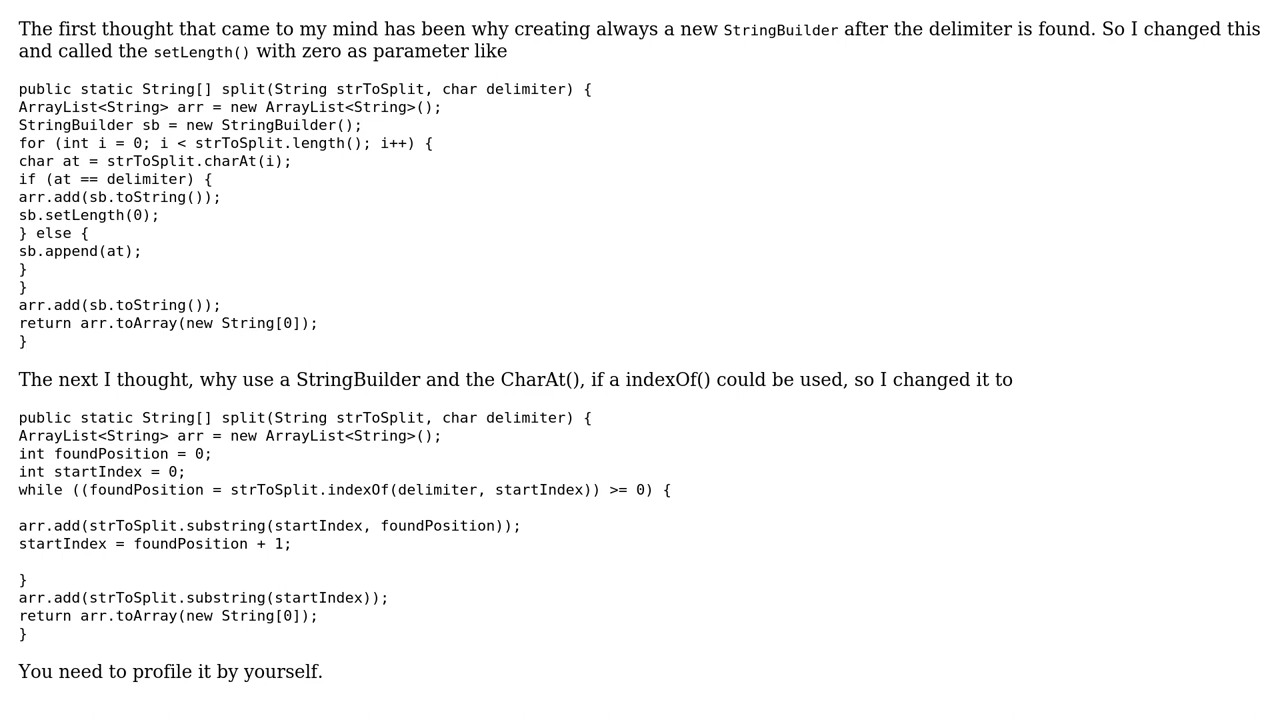 The first thought that came to my mind has been why creating always a new StringBuilder after the delimiter is found. So I changed this
and called the setLength() with zero as parameter like
public static String[] split(String strToSplit, char delimiter) {
ArrayList<String> arr = new ArrayList<String>();
StringBuilder sb = new StringBuilder();
for (int i = 0; i < strToSplit.length(); i++) {
char at = strToSplit.charAt(i);
if (at == delimiter) {
arr.add(sb.toString());
sb.setLength(0);
} else {
sb.append(at);
}
}
arr.add(sb.toString());
return arr.toArray(new String[0]);
}
The next I thought, why use a StringBuilder and the CharAt(), if a indexOf() could be used, so I changed it to
public static String[] split(String strToSplit, char delimiter) {
ArrayList<String> arr = new ArrayList<String>();
int foundPosition = 0;
int startIndex = 0;
while ((foundPosition = strToSplit.indexOf(delimiter, startIndex)) >= 0) {
arr.add(strToSplit.substring(startIndex, foundPosition));
startIndex = foundPosition + 1;
}
arr.add(strToSplit.substring(startIndex));
return arr.toArray(new String[0]);
}
You need to profile it by yourself.